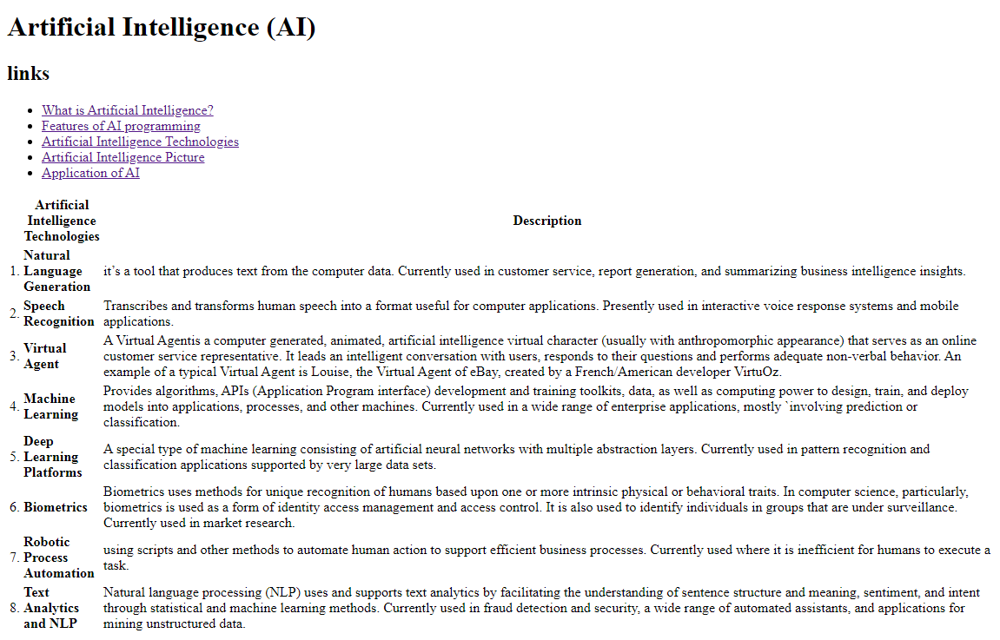 Artificial Intelligence (AI)
links
What is Artificial Intelligence?
Features of AI programming
Artificial Intelligence Technologies
Artificial Intelligence Picture
Application of AI
Artificial
Intelligence
Technologies
Description
1.
Natural
Language
Generation
it’s a tool that produces text from the computer data. Currently used in customer service, report generation, and summarizing business intelligence insights.
2.
Speech
Recognition
Transcribes and transforms human speech into a format useful for computer applications. Presently used in interactive voice response systems and mobile
applications.
3.
Virtual
Agent
A Virtual Agentis a computer generated, animated, artificial intelligence virtual character (usually with anthropomorphic appearance) that serves as an online
customer service representative. It leads an intelligent conversation with users, responds to their questions and performs adequate non-verbal behavior. An
example of a typical Virtual Agent is Louise, the Virtual Agent of eBay, created by a French/American developer VirtuOz.
4.
Machine
Learning
Provides algorithms, APIs (Application Program interface) development and training toolkits, data, as well as computing power to design, train, and deploy
models into applications, processes, and other machines. Currently used in a wide range of enterprise applications, mostly `involving prediction or
classification.
5.
Deep
Learning
Platforms
A special type of machine learning consisting of artificial neural networks with multiple abstraction layers. Currently used in pattern recognition and
classification applications supported by very large data sets.
6.
Biometrics
Biometrics uses methods for unique recognition of humans based upon one or more intrinsic physical or behavioral traits. In computer science, particularly,
biometrics is used as a form of identity access management and access control. It is also used to identify individuals in groups that are under surveillance.
Currently used in market research.
7.
Robotic
Process
Automation
using scripts and other methods to automate human action to support efficient business processes. Currently used where it is inefficient for humans to execute a
task.
8.
Text
Analytics
and NLP
Natural language processing (NLP) uses and supports text analytics by facilitating the understanding of sentence structure and meaning, sentiment, and intent
through statistical and machine learning methods. Currently used in fraud detection and security, a wide range of automated assistants, and applications for
mining unstructured data.